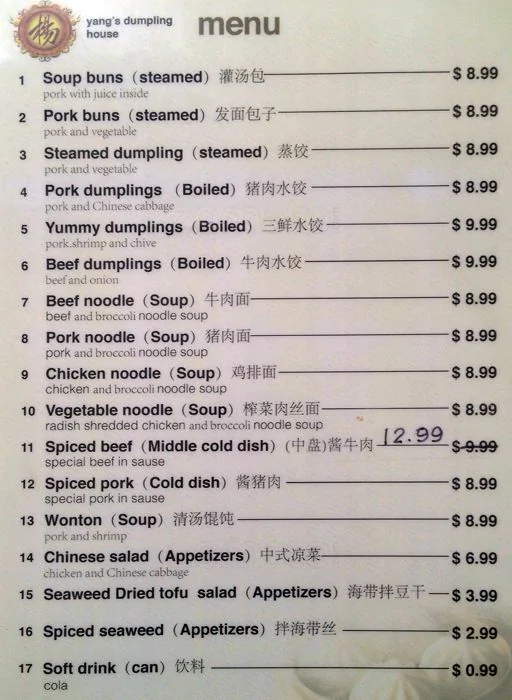 楊
yang's dumpling
house
menu
1 Soup buns (steamed) 灌汤包 $ 8.99
pork with juice inside
2 Pork buns (steamed) 发面包子 $ 8.99
pork and vegetable
3 Steamed dumpling (steamed) 蒸饺 $ 8.99
pork and vegetable
4 Pork dumplings (Boiled) 猪肉水饺 $ 8.99
pork and Chinese cabbage
5 Yummy dumplings (Boiled) 三鲜水饺 $ 9.99
pork.shrimp and chive
6 Beef dumplings (Boiled) 牛肉水饺 $ 9.99
beef and onion
7 Beef noodle (Soup) 牛肉面 $ 8.99
beef and broccoli noodle soup
8 Pork noodle (Soup) 猪肉面 $ 8.99
pork and broccoli noodle soup
9 Chicken noodle (Soup) 鸡排面 $ 8.99
chicken and broccoli noodle soup
10 Vegetable noodle (Soup) 榨菜肉丝面 $ 8.99
radish shredded chicken and broccoli noodle soup
11 Spiced beef (Middle cold dish) (中盘)酱牛肉 12.99 $ 9.99
special beef in sause
12 Spiced pork (Cold dish) 酱猪肉 $ 8.99
special pork in sause
13 Wonton (Soup) 清汤馄饨 $ 8.99
pork and shrimp
14 Chinese salad (Appetizers) 中式凉菜 $ 6.99
chicken and Chinese cabbage
15 Seaweed Dried tofu salad (Appetizers) 海带拌豆干 $ 3.99
16 Spiced seaweed (Appetizers) 拌海带丝 $ 2.99
17 Soft drink (can) 饮料 $ 0.99
cola